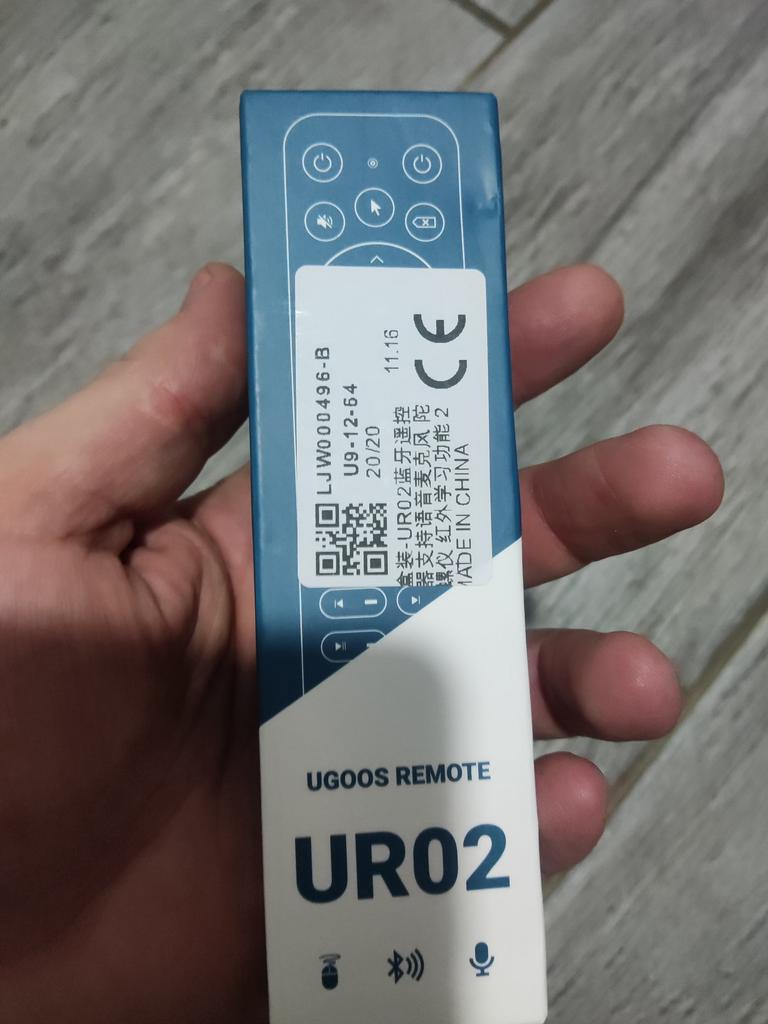 LJW000496-B
U9-12-64
20/20
11.16
盒装-UR02蓝牙遥控
器支持语音麦克风 陀
螺仪 红外学习功能 2
MADE IN CHINA
CE
UGOOS REMOTE
UR02